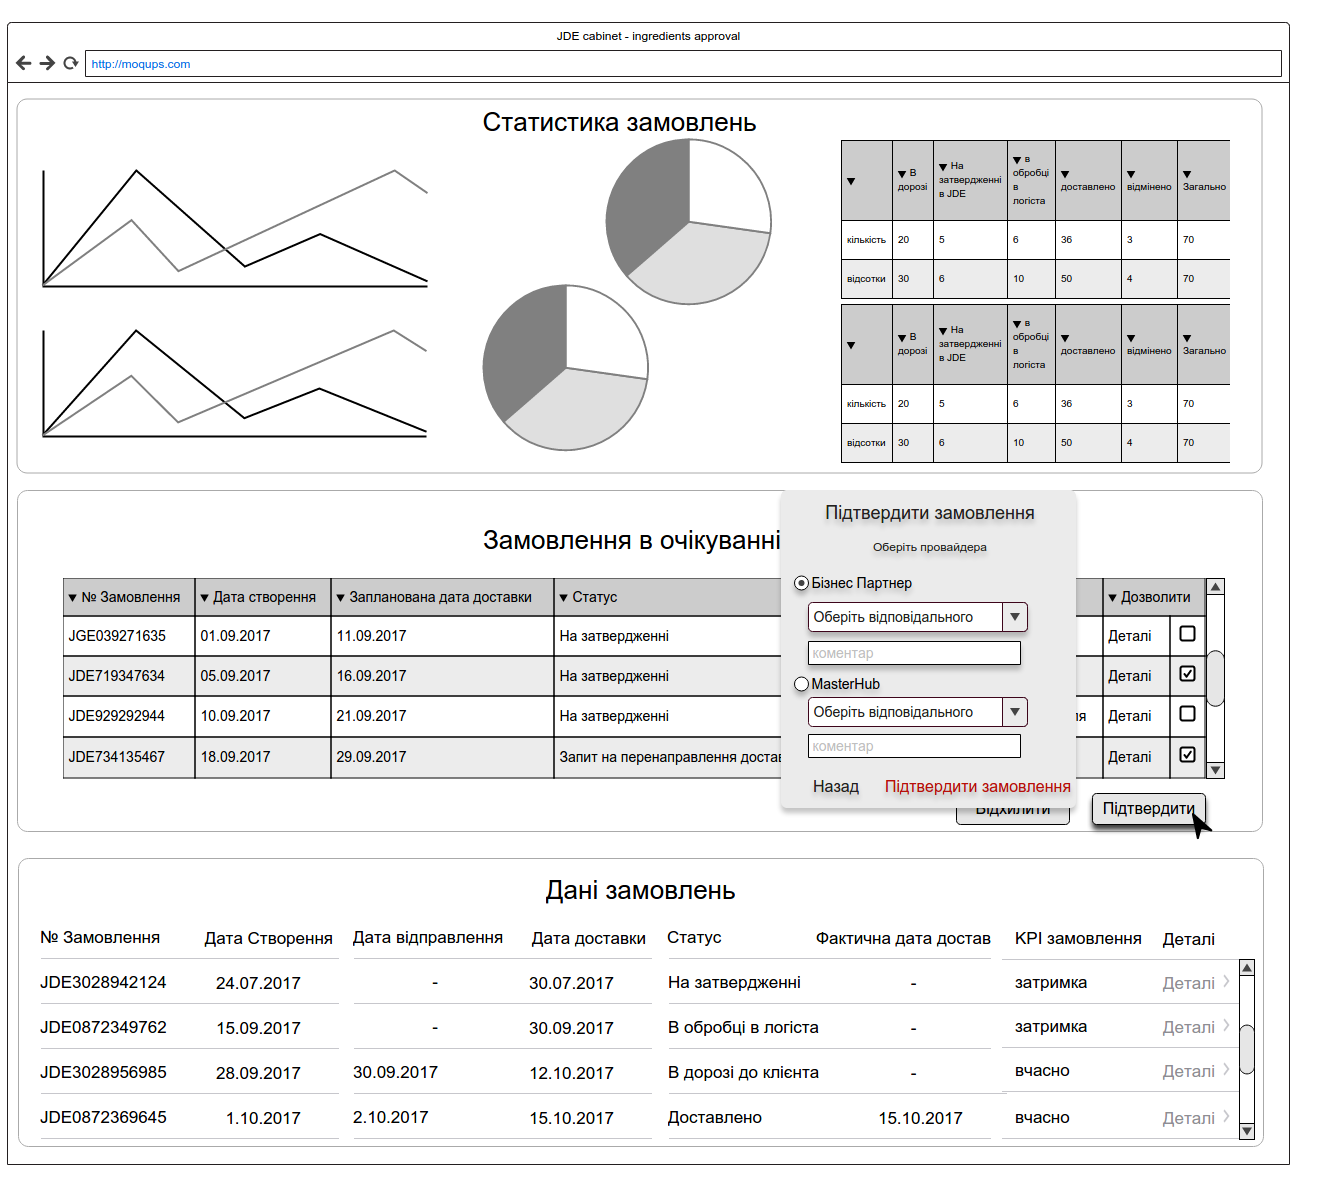 JDE cabinet - ingredients approval
http://moqups.com
Статистика замовлень
В дорозі
На затвердженні в JDE
в обробці в логіста
доставлено
відмінено
Загально
кількість 20 5 6 36 3 70
відсотки 30 6 10 50 4 70
В дорозі
На затвердженні в JDE
в обробці в логіста
доставлено
відмінено
Загально
кількість 20 5 6 36 3 70
відсотки 30 6 10 50 4 70
Замовлення в очікуванні
№ Замовлення Дата створення Запланована дата доставки Статус Дозволити
JGE039271635 01.09.2017 11.09.2017 На затвердженні Деталі
JDE719347634 05.09.2017 16.09.2017 На затвердженні Деталі
JDE929292944 10.09.2017 21.09.2017 На затвердженні ля Деталі
JDE734135467 18.09.2017 29.09.2017 Запит на перенаправлення достав Деталі
Підтвердити замовлення
Оберіть провайдера
Бізнес Партнер
Оберіть відповідального
коментар
MasterHub
Оберіть відповідального
коментар
Назад Підтвердити замовлення
Відхилити Підтвердити
Дані замовлень
№ Замовлення Дата Створення Дата відправлення Дата доставки Статус Фактична дата достав KPI замовлення Деталі
JDE3028942124 24.07.2017 - 30.07.2017 На затвердженні - затримка Деталі
JDE0872349762 15.09.2017 - 30.09.2017 В обробці в логіста - затримка Деталі
JDE3028956985 28.09.2017 30.09.2017 12.10.2017 В дорозі до клієнта - вчасно Деталі
JDE0872369645 1.10.2017 2.10.2017 15.10.2017 Доставлено 15.10.2017 вчасно Деталі